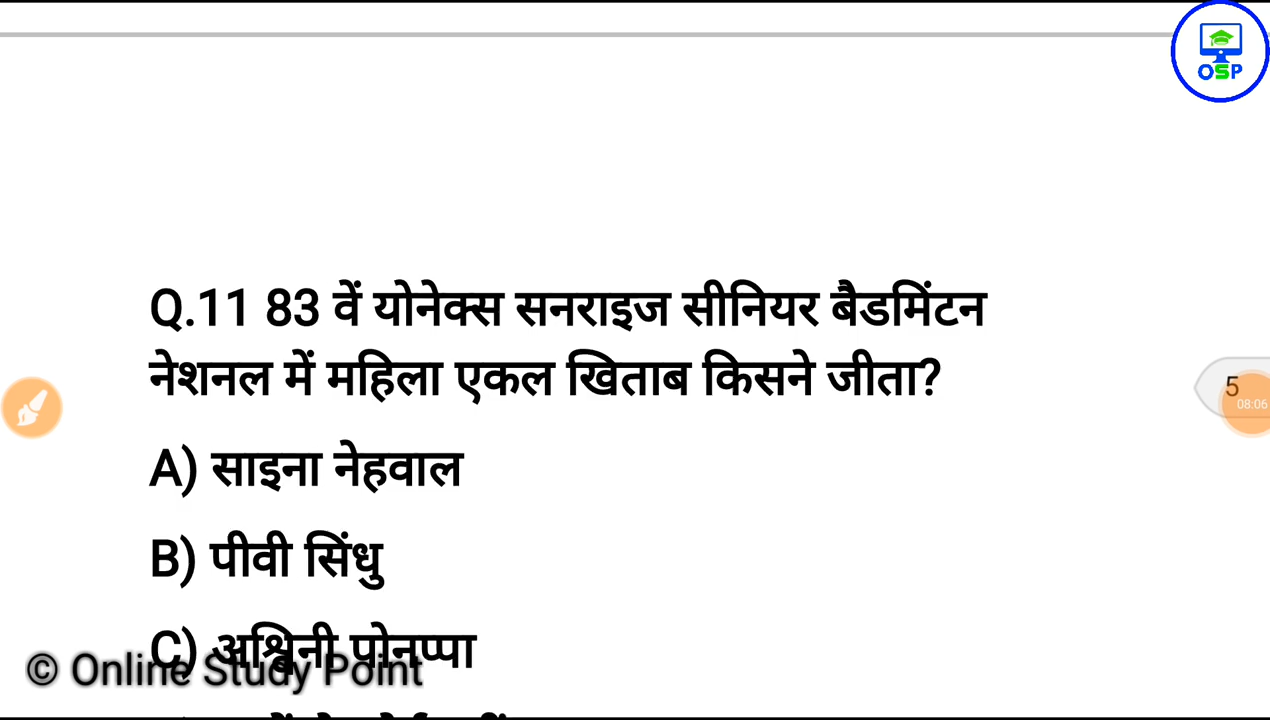 OSP
Q.11 83 वें योनेक्स सनराइज सीनियर बैडमिंटन
नेशनल में महिला एकल खिताब किसने जीता?
5
08:06
A) साइना नेहवाल
B) पीवी सिंधु
C) अश्विनी पोनप्पा
© Online Study Point